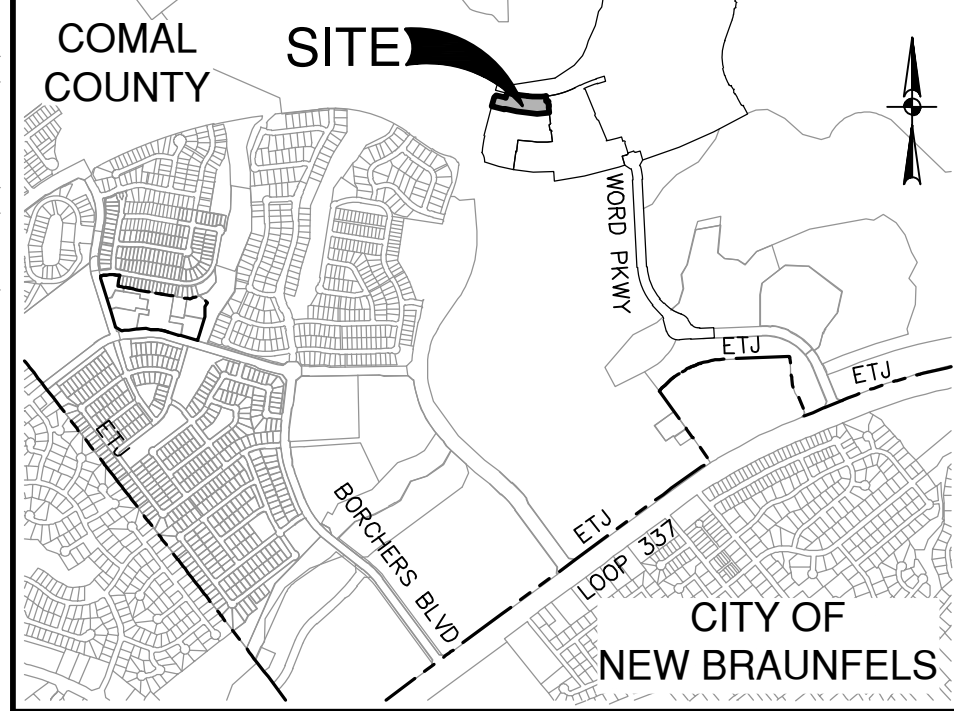 COMAL
COUNTY
SITE
WORD PKWY
ETJ
ETJ
ETJ
BORCHERS BLVD
ETJ
LOOP 337
CITY OF
NEW BRAUNFELS